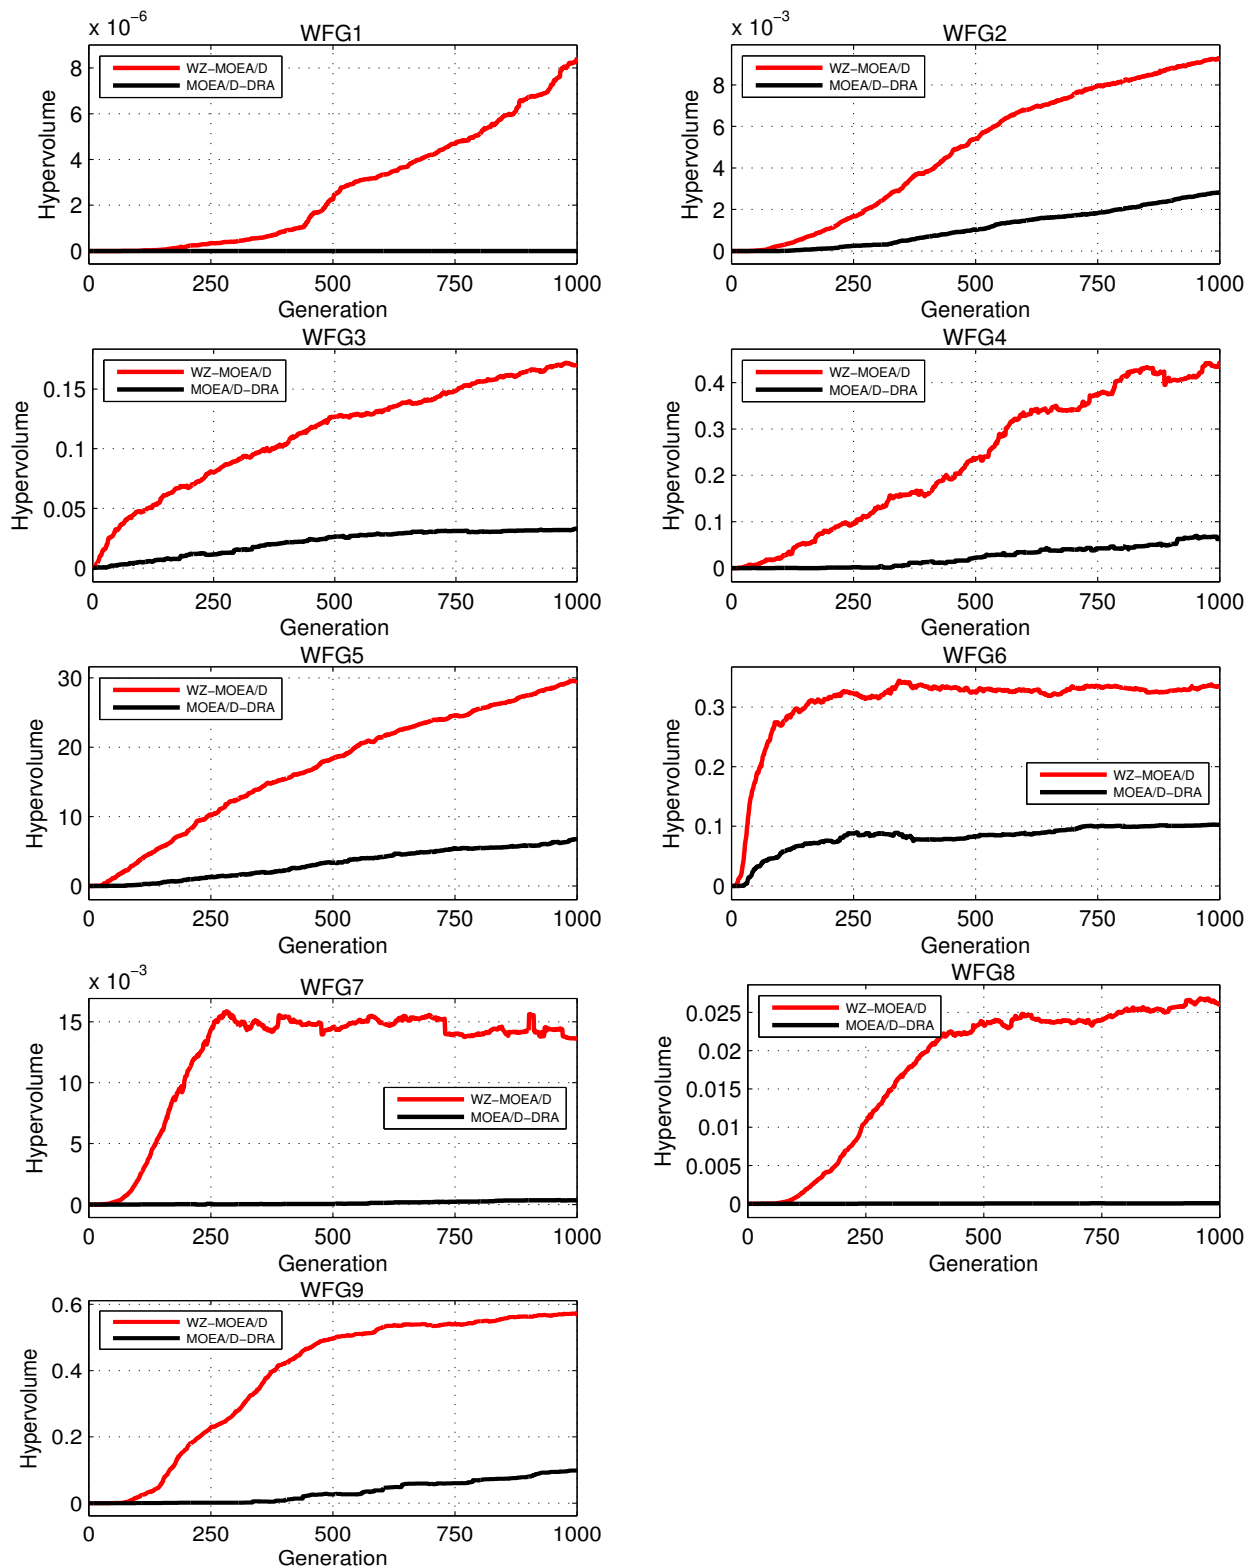 x 10−6
WFG1
WZ−MOEA/D
MOEA/D−DRA
8
6
4
2
0
Hypervolume
0 250 500 750 1000
Generation
x 10−3
WFG2
WZ−MOEA/D
MOEA/D−DRA
8
6
4
2
0
Hypervolume
0 250 500 750 1000
Generation
WFG3
WZ−MOEA/D
MOEA/D−DRA
0.15
0.1
0.05
0
Hypervolume
0 250 500 750 1000
Generation
WFG4
WZ−MOEA/D
MOEA/D−DRA
0.4
0.3
0.2
0.1
0
Hypervolume
0 250 500 750 1000
Generation
WFG5
WZ−MOEA/D
MOEA/D−DRA
30
20
10
0
Hypervolume
0 250 500 750 1000
Generation
WFG6
0.3
0.2
0.1
0
WZ−MOEA/D
MOEA/D−DRA
Hypervolume
0 250 500 750 1000
Generation
x 10−3
WFG7
15
10
5
0
WZ−MOEA/D
MOEA/D−DRA
Hypervolume
0 250 500 750 1000
Generation
WFG8
WZ−MOEA/D
MOEA/D−DRA
0.025
0.02
0.015
0.01
0.005
0
Hypervolume
0 250 500 750 1000
Generation
WFG9
WZ−MOEA/D
MOEA/D−DRA
0.6
0.4
0.2
0
Hypervolume
0 250 500 750 1000
Generation